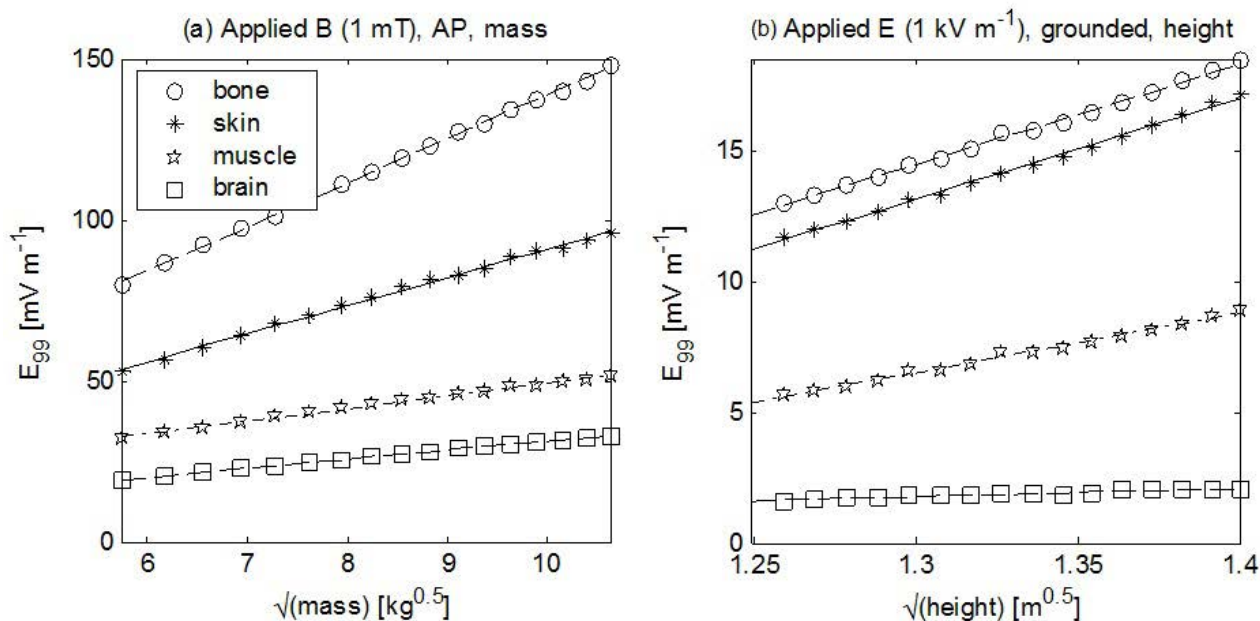 (a) Applied B (1 mT), AP, mass
150
100
50
0
E99 [mV m-1]
bone
skin
muscle
brain
6 7 8 9 10
√(mass) [kg0.5]
(b) Applied E (1 kV m-1), grounded, height
15
10
5
0
E99 [mV m-1]
1.25 1.3 1.35 1.4
√(height) [m0.5]